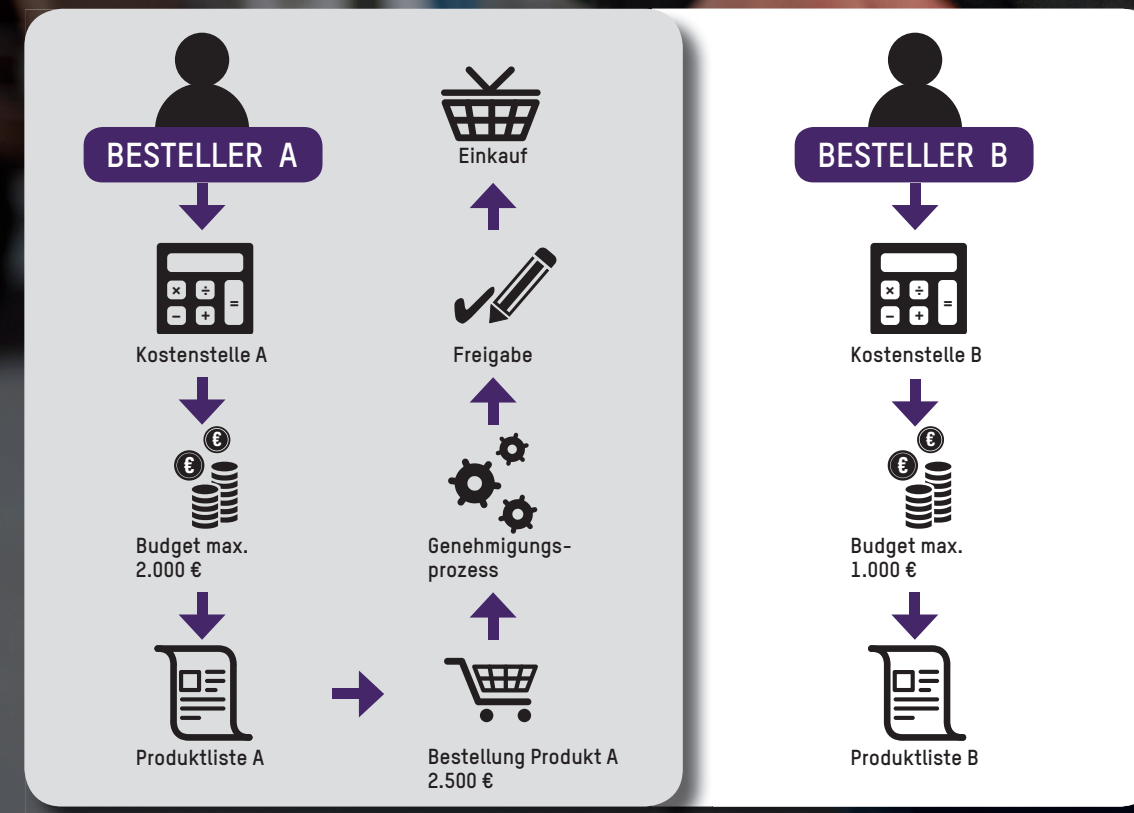 BESTELLER A
Kostenstelle A
Budget max.
2.000 €
Produktliste A
Bestellung Produkt A
2.500 €
Genehmigungs-
prozess
Freigabe
Einkauf
BESTELLER B
Kostenstelle B
Budget max.
1.000 €
Produktliste B